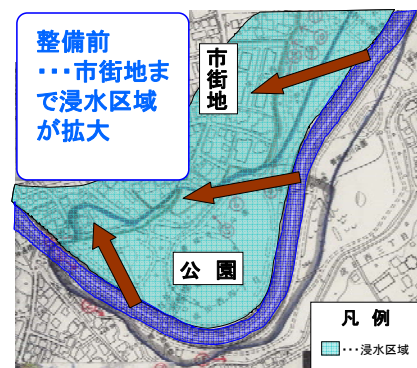 整備前
・・・市街地ま
で浸水区域
が拡大
市街地
公園
凡例
・・・浸水区域